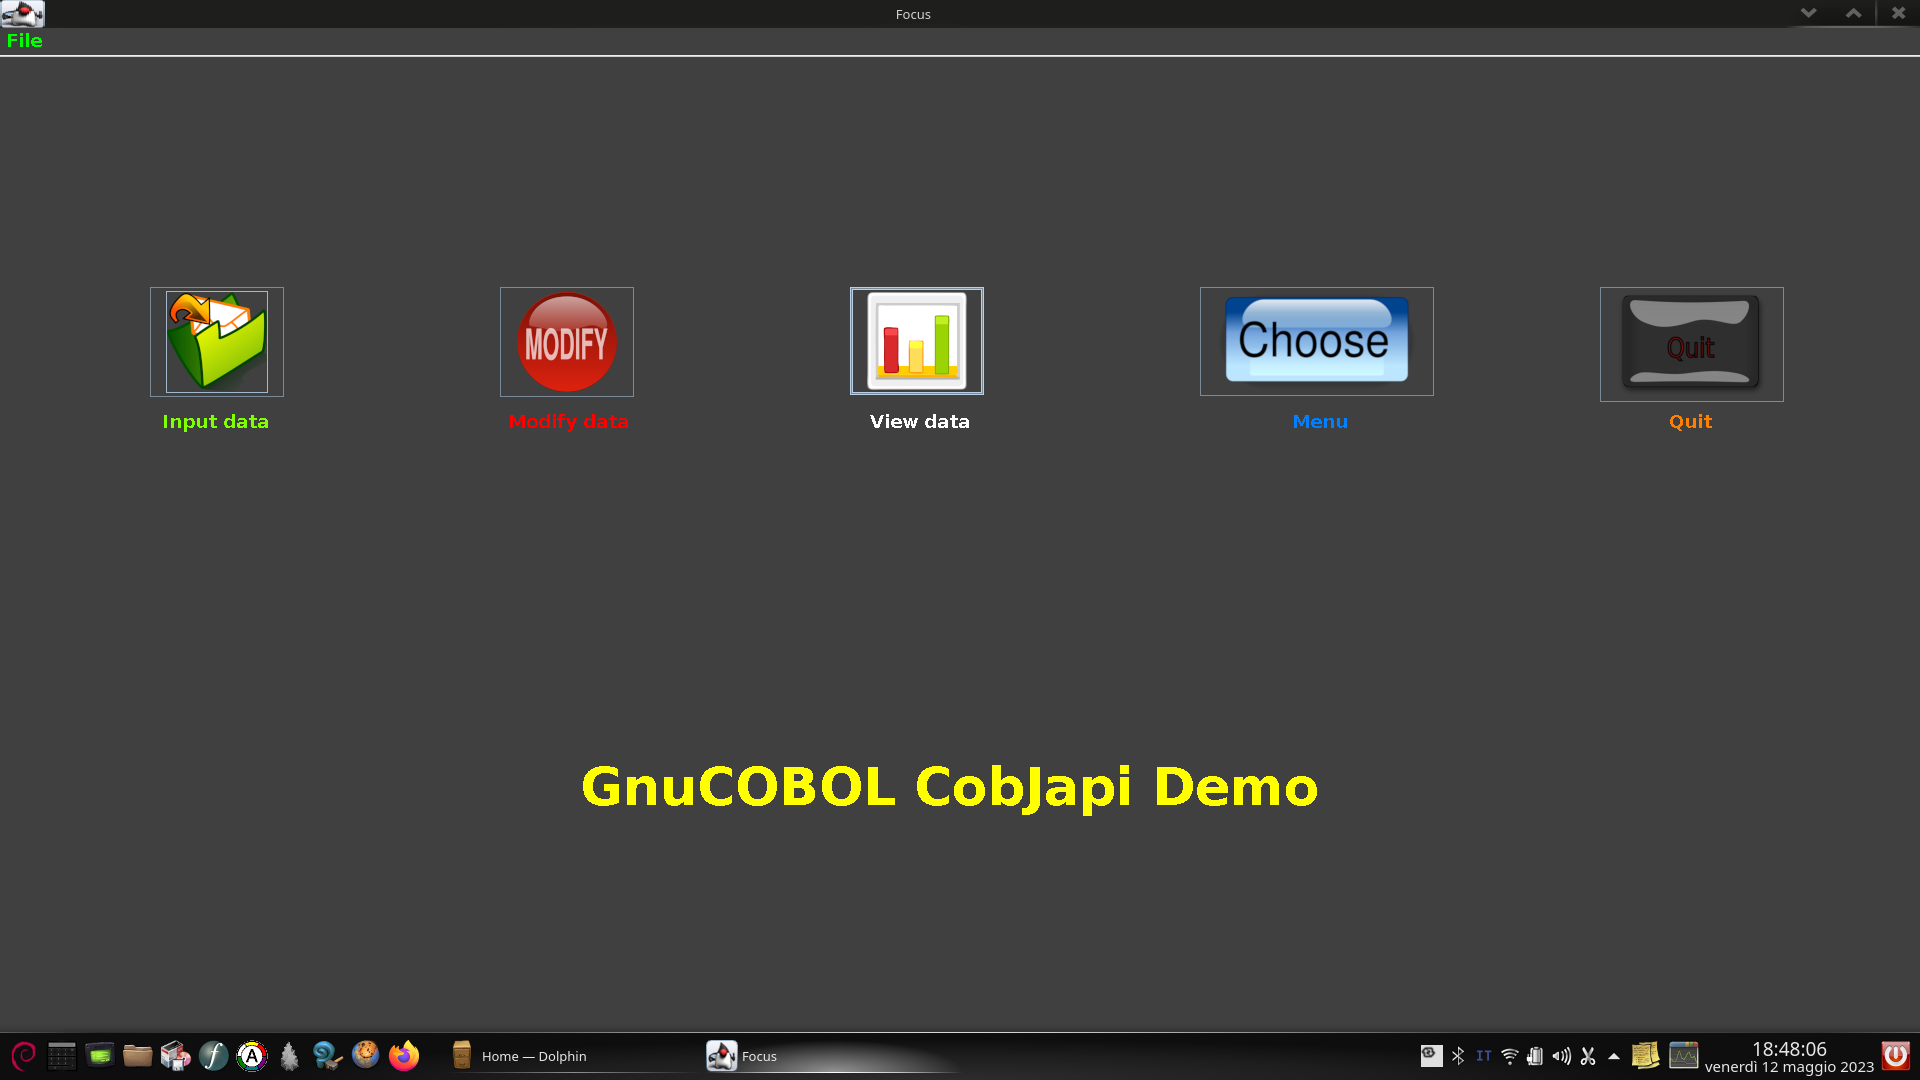 Focus
File
MODIFY
Choose
Quit
Input data
Modify data
View data
Menu
Quit
GnuCOBOL CobJapi Demo
Home — Dolphin
Focus
IT
18:48:06
venerdì 12 maggio 2023